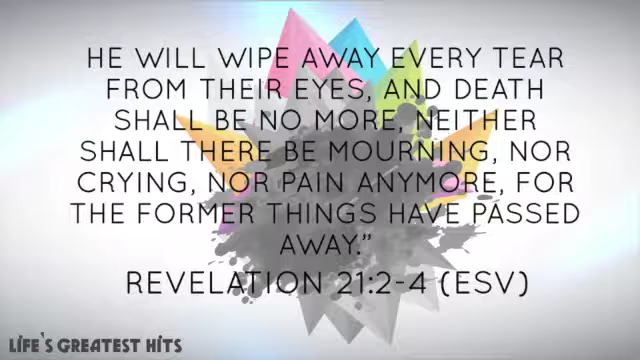 HE WILL WIPE AWAY EVERY TEAR
FROM THEIR EYES, AND DEATH
SHALL BE NO MORE, NEITHER
SHALL THERE BE MOURNING, NOR
CRYING, NOR PAIN ANYMORE, FOR
THE FORMER THINGS HAVE PASSED
AWAY.”
REVELATION 21:2-4 (ESV)
LIFE`S GREATEST HITS